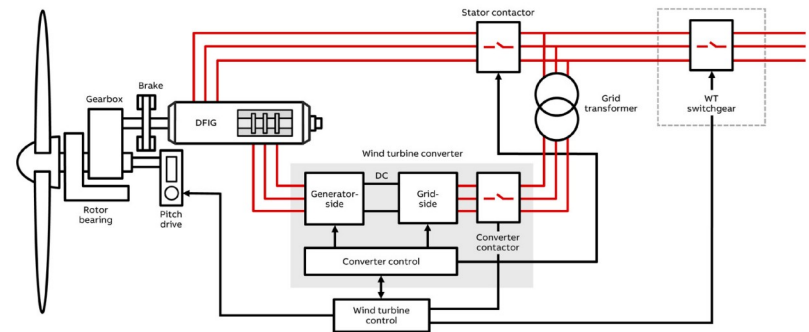 Stator contactor
Brake
Gearbox
DFIG
Grid
transformer
WT
switchgear
Wind turbine converter
DC
Generator-
side
Grid-
side
Rotor
bearing
Pitch
drive
Converter
contactor
Converter control
Wind turbine
control